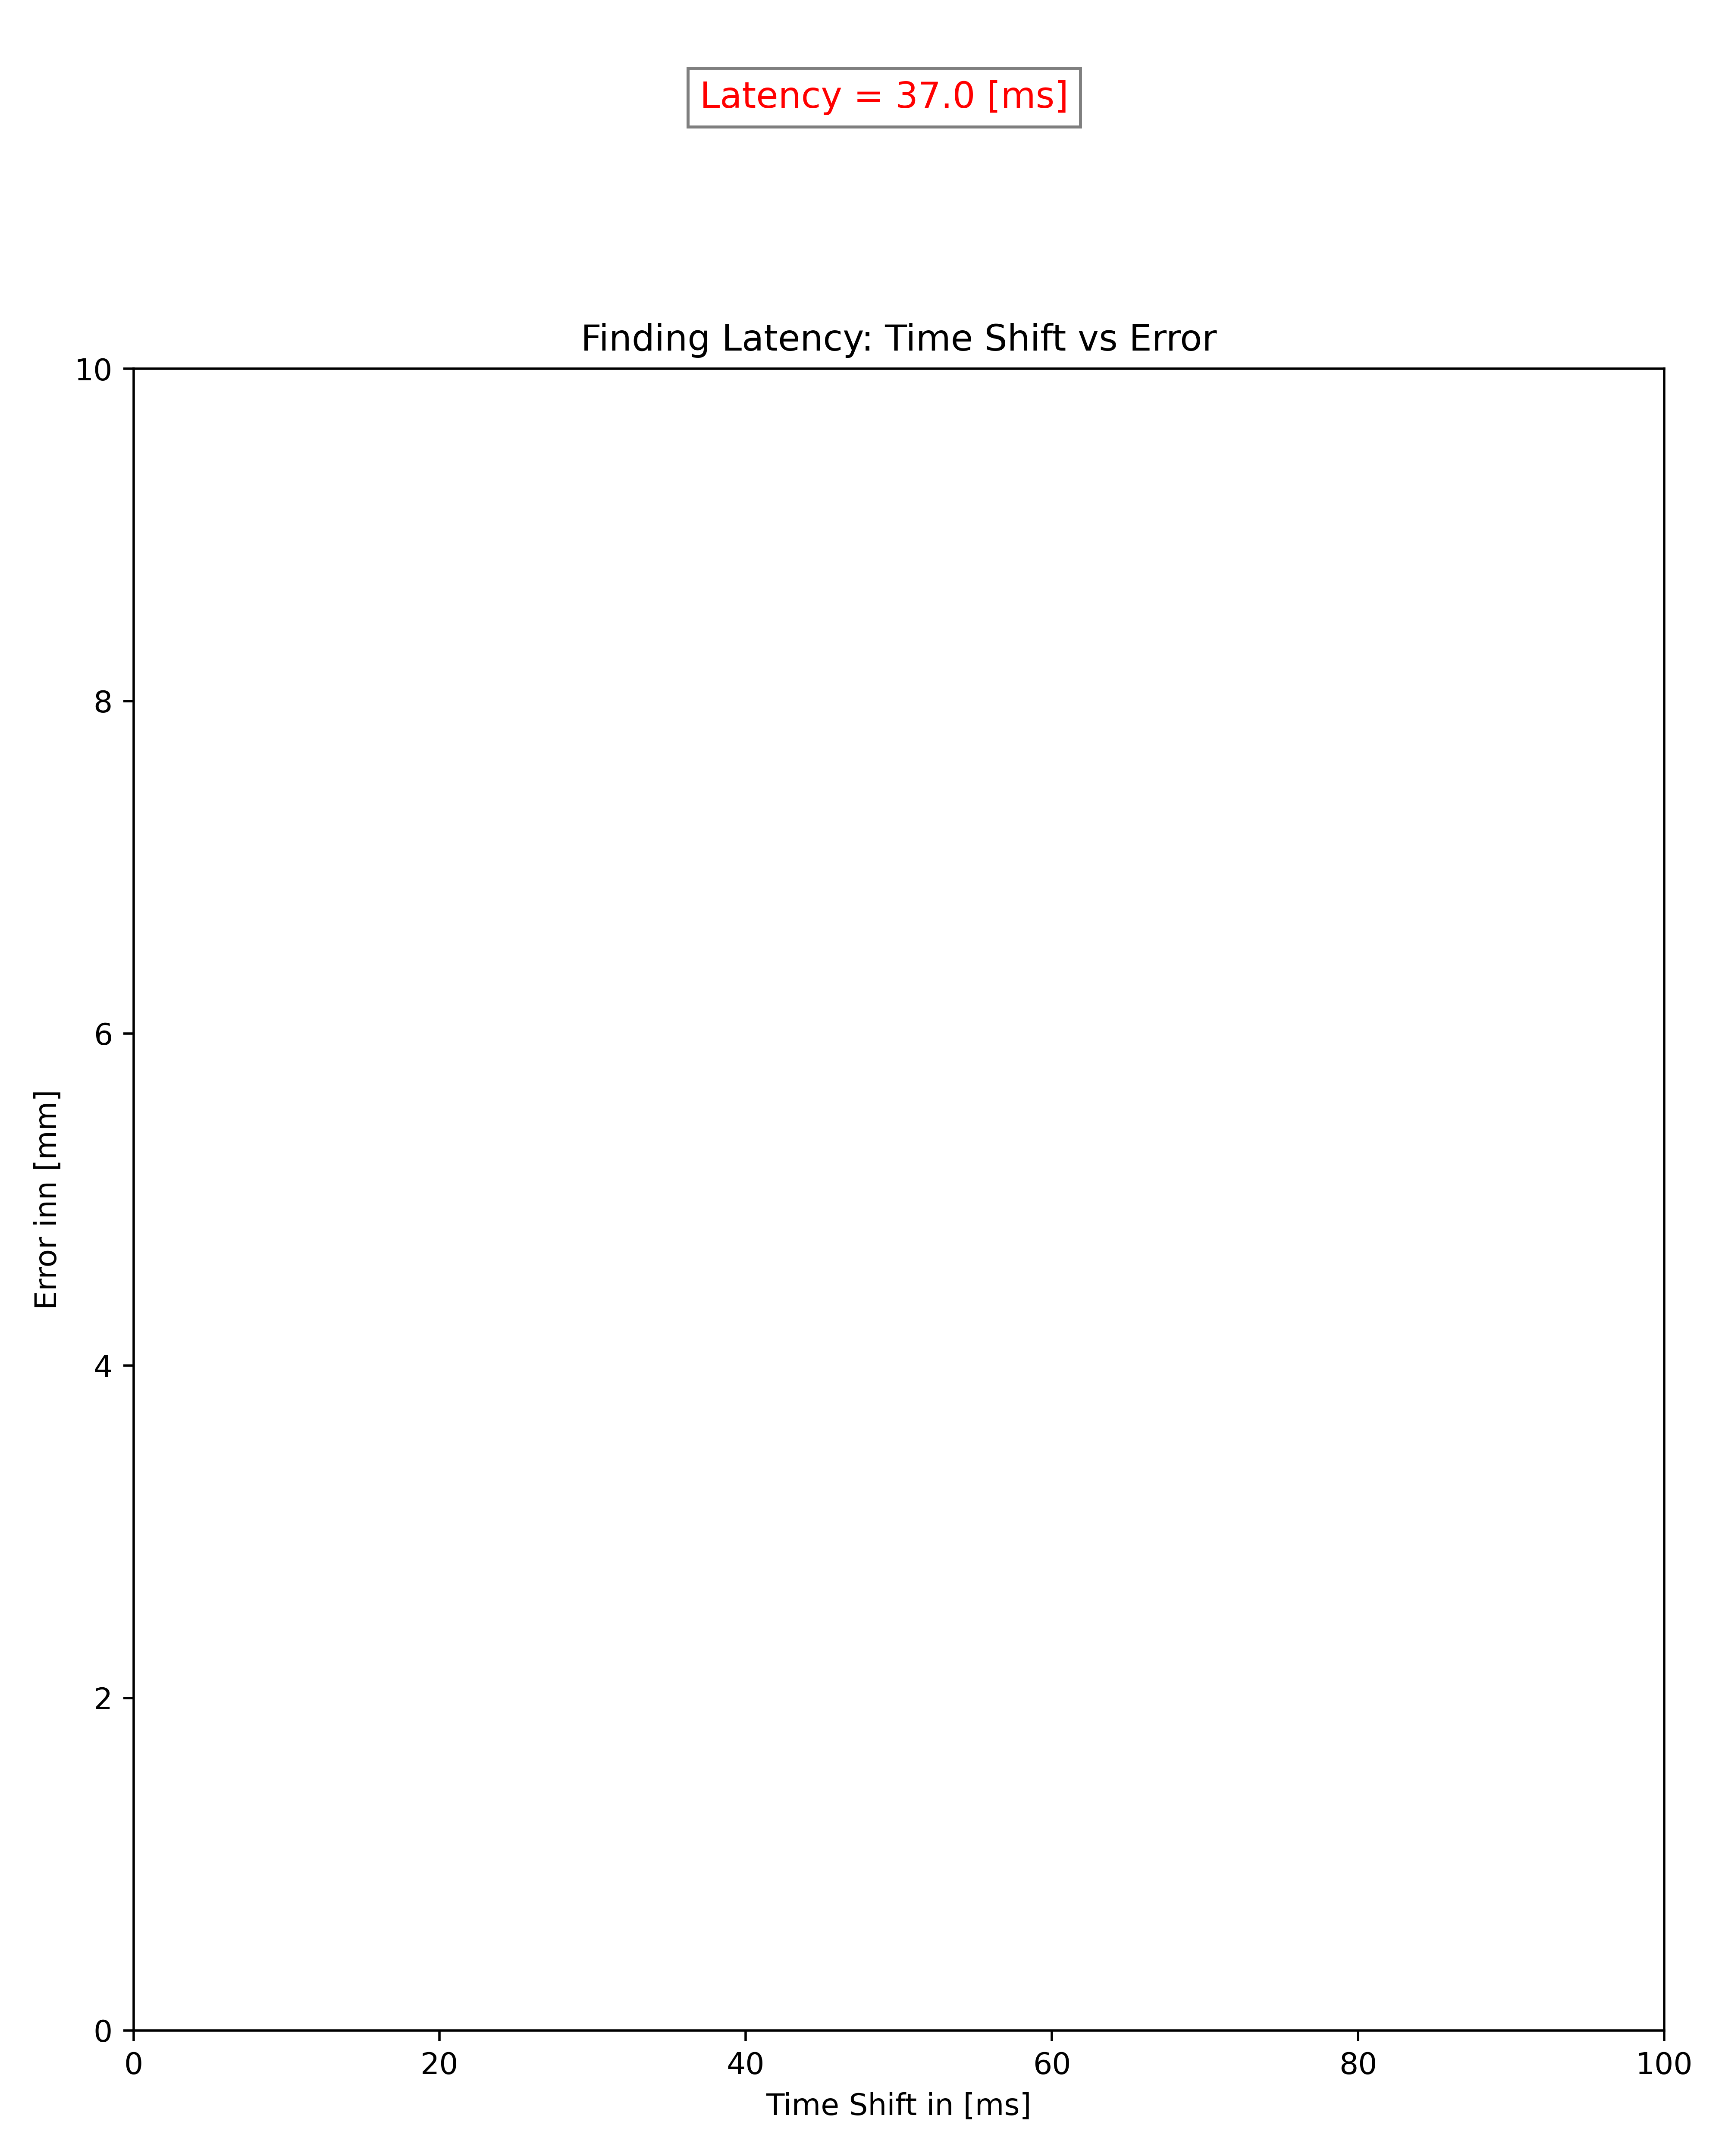 Latency = 37.0 [ms]
Finding Latency: Time Shift vs Error
10
8
6
4
2
0
Error inn [mm]
0 20 40 60 80 100
Time Shift in [ms]